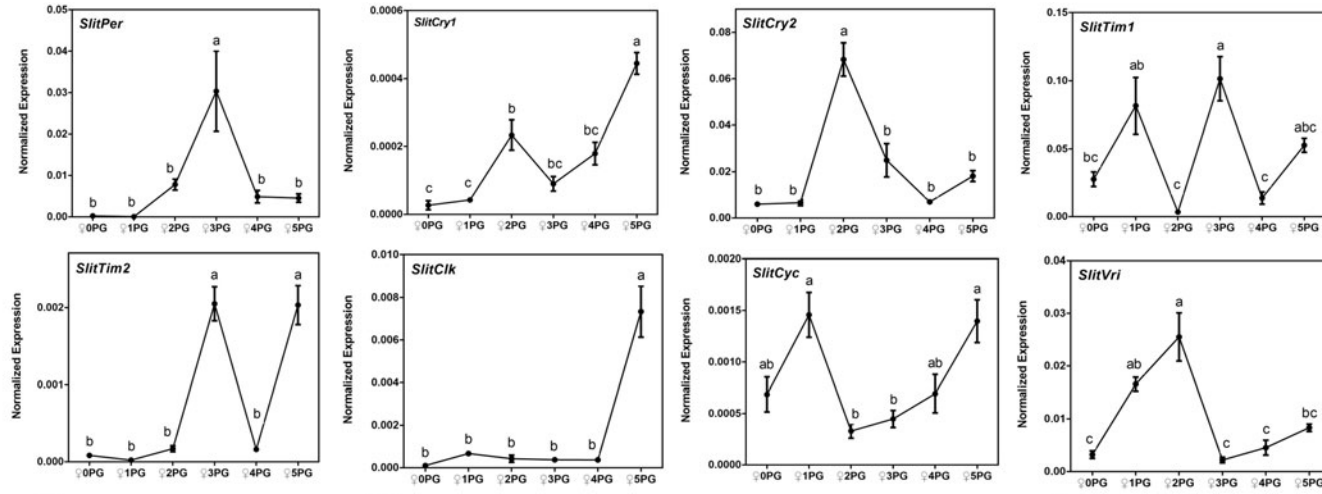 SlitPer
Normalized Expression
0.05
0.04
0.03
0.02
0.01
0.00
b
b
b
a
b
b
♀0PG ♀1PG ♀2PG ♀3PG ♀4PG ♀5PG
SlitCry1
Normalized Expression
0.0006
0.0004
0.0002
0.0000
c
c
b
bc
bc
a
♀0PG ♀1PG ♀2PG ♀3PG ♀4PG ♀5PG
SlitCry2
Normalized Expression
0.08
0.06
0.04
0.02
0.00
b
b
a
b
b
b
♀0PG ♀1PG ♀2PG ♀3PG ♀4PG ♀5PG
SlitTim1
Normalized Expression
0.15
0.10
0.05
0.00
bc
ab
c
a
c
abc
♀0PG ♀1PG ♀2PG ♀3PG ♀4PG ♀5PG
SlitTim2
Normalized Expression
0.002
0.001
0.000
b
b
b
a
b
a
♀0PG ♀1PG ♀2PG ♀3PG ♀4PG ♀5PG
SlitClk
Normalized Expression
0.010
0.008
0.006
0.004
0.002
0.000
b
b
b
b
b
a
♀0PG ♀1PG ♀2PG ♀3PG ♀4PG ♀5PG
SlitCyc
Normalized Expression
0.0020
0.0015
0.0010
0.0005
0.0000
ab
a
b
b
ab
a
♀0PG ♀1PG ♀2PG ♀3PG ♀4PG ♀5PG
SlitVri
Normalized Expression
0.04
0.03
0.02
0.01
0.00
c
ab
a
c
c
bc
♀0PG ♀1PG ♀2PG ♀3PG ♀4PG ♀5PG